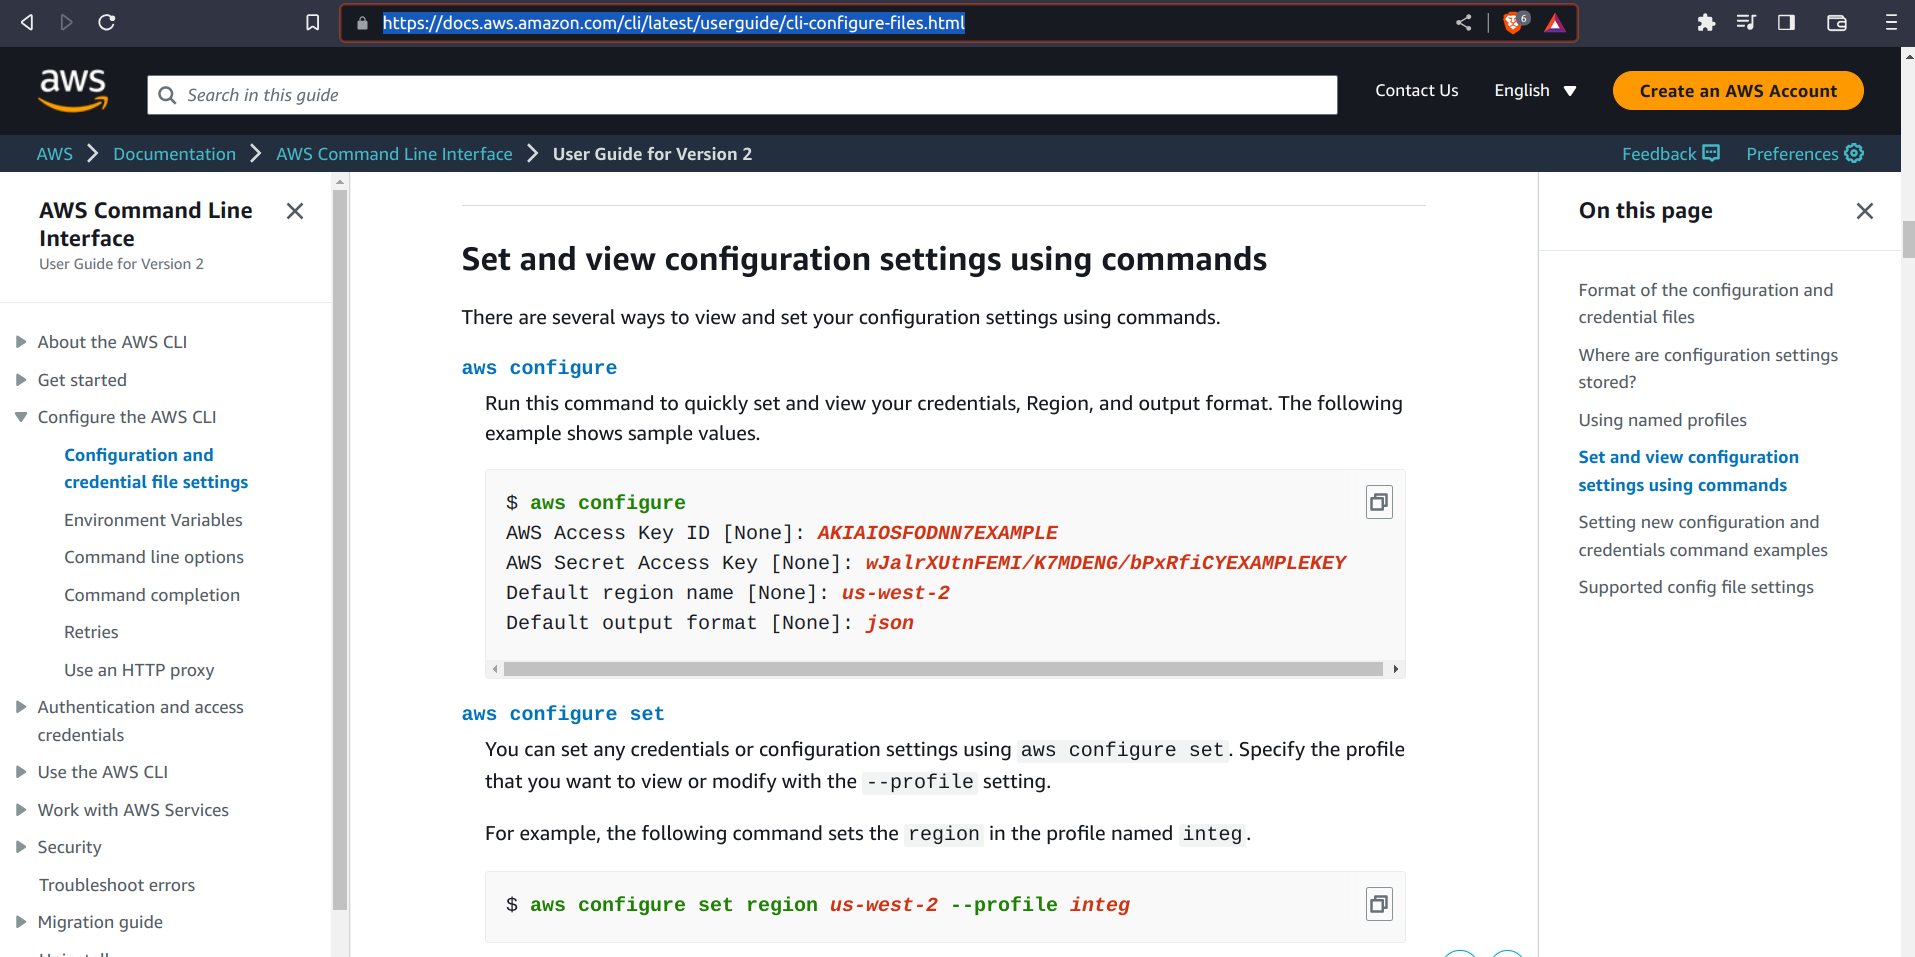 https://docs.aws.amazon.com/cli/latest/userguide/cli-configure-files.html
6
aws
Search in this guide
Contact Us
English
Create an AWS Account
AWS
Documentation
AWS Command Line Interface
User Guide for Version 2
Feedback
Preferences
AWS Command Line
Interface
User Guide for Version 2
About the AWS CLI
Get started
Configure the AWS CLI
Configuration and
credential file settings
Environment Variables
Command line options
Command completion
Retries
Use an HTTP proxy
Authentication and access
credentials
Use the AWS CLI
Work with AWS Services
Security
Troubleshoot errors
Migration guide
Set and view configuration settings using commands
There are several ways to view and set your configuration settings using commands.
aws configure
Run this command to quickly set and view your credentials, Region, and output format. The following
example shows sample values.
$ aws configure
AWS Access Key ID [None]: AKIAIOSFODNN7EXAMPLE
AWS Secret Access Key [None]: wJalrXUtnFEMI/K7MDENG/bPxRfiCYEXAMPLEKEY
Default region name [None]: us-west-2
Default output format [None]: json
aws configure set
You can set any credentials or configuration settings using aws configure set. Specify the profile
that you want to view or modify with the --profile setting.
For example, the following command sets the region in the profile named integ.
$ aws configure set region us-west-2 --profile integ
On this page
Format of the configuration and
credential files
Where are configuration settings
stored?
Using named profiles
Set and view configuration
settings using commands
Setting new configuration and
credentials command examples
Supported config file settings